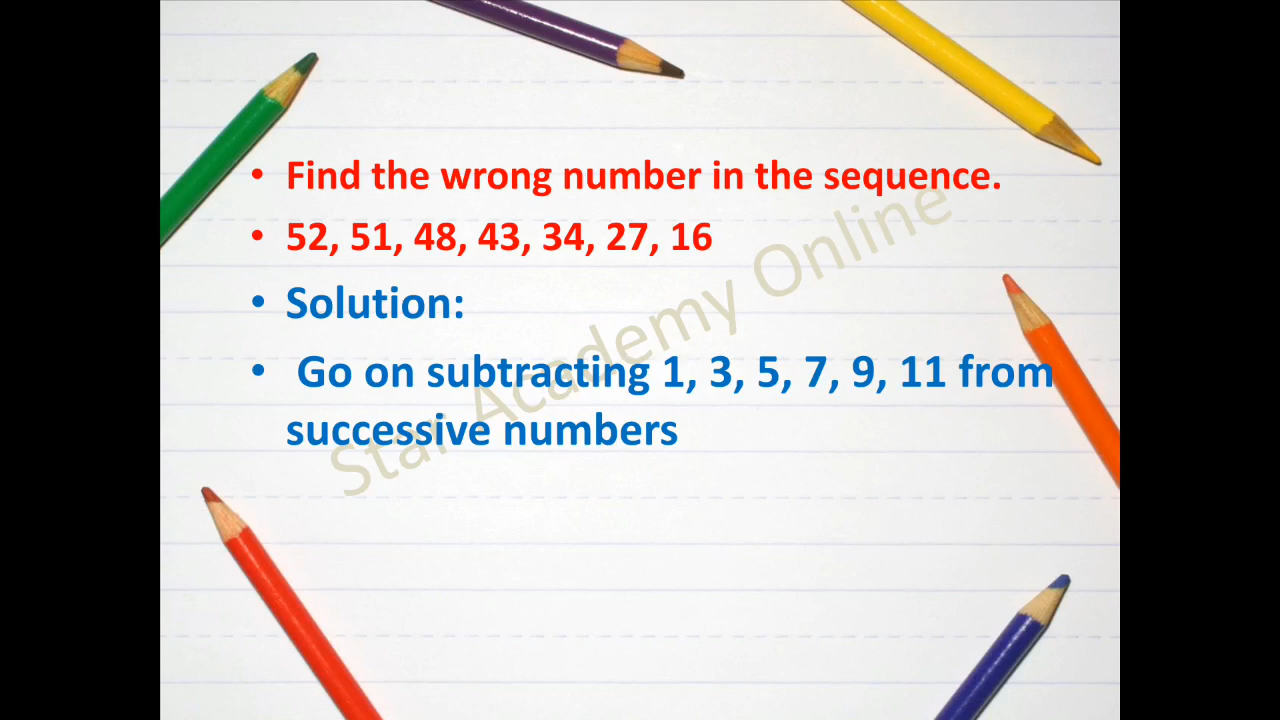 • Find the wrong number in the sequence.
• 52, 51, 48, 43, 34, 27, 16
• Solution:
• Go on subtracting 1, 3, 5, 7, 9, 11 from
successive numbers
Star Academy Online